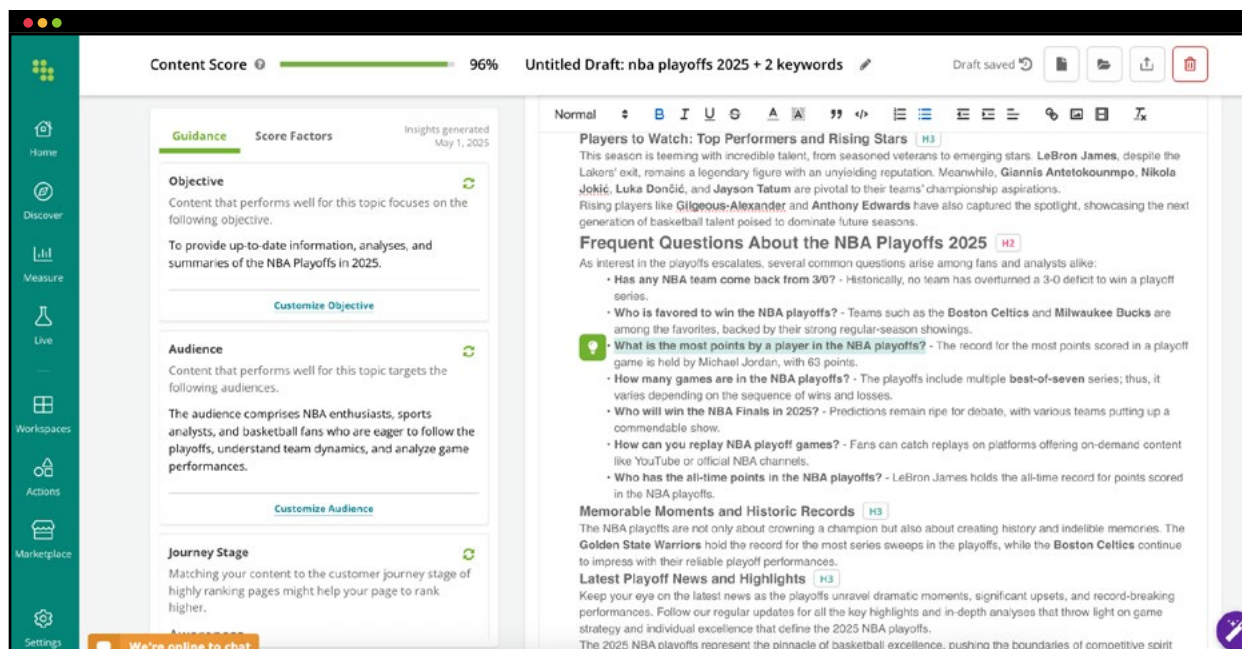 Content Score
96%
Untitled Draft: nba playoffs 2025 + 2 keywords
Draft saved
Home
Discover
Measure
Live
Workspaces
Actions
Marketplace
Settings
Guidance
Score Factors
Insights generated
May 1, 2025
Objective
Content that performs well for this topic focuses on the
following objective.
To provide up-to-date information, analyses, and
summaries of the NBA Playoffs in 2025.
Customize Objective
Audience
Content that performs well for this topic targets the
following audiences.
The audience comprises NBA enthusiasts, sports
analysts, and basketball fans who are eager to follow the
playoffs, understand team dynamics, and analyze game
performances.
Customize Audience
Journey Stage
Matching your content to the customer journey stage of
highly ranking pages might help your page to rank
higher.
Awareness
We're online to chat
Normal
B I U S A A
Players to Watch: Top Performers and Rising Stars H3
This season is teeming with incredible talent, from seasoned veterans to emerging stars. LeBron James, despite the
Lakers' exit, remains a legendary figure with an unyielding reputation. Meanwhile, Giannis Antetokounmpo, Nikola
Jokić, Luka Dončić, and Jayson Tatum are pivotal to their teams' championship aspirations.
Rising players like Gilgeous-Alexander and Anthony Edwards have also captured the spotlight, showcasing the next
generation of basketball talent poised to dominate future seasons.
Frequent Questions About the NBA Playoffs 2025 H2
As interest in the playoffs escalates, several common questions arise among fans and analysts alike:
• Has any NBA team come back from 3/0? - Historically, no team has overturned a 3-0 deficit to win a playoff
series.
• Who is favored to win the NBA playoffs? - Teams such as the Boston Celtics and Milwaukee Bucks are
among the favorites, backed by their strong regular-season showings.
• What is the most points by a player in the NBA playoffs? - The record for the most points scored in a playoff
game is held by Michael Jordan, with 63 points.
• How many games are in the NBA playoffs? - The playoffs include multiple best-of-seven series; thus, it
varies depending on the sequence of wins and losses.
• Who will win the NBA Finals in 2025? - Predictions remain ripe for debate, with various teams putting up a
commendable show.
• How can you replay NBA playoff games? - Fans can catch replays on platforms offering on-demand content
like YouTube or official NBA channels.
• Who has the all-time points in the NBA playoffs? - LeBron James holds the all-time record for points scored
in the NBA playoffs.
Memorable Moments and Historic Records H3
The NBA playoffs are not only about crowning a champion but also about creating history and indelible memories. The
Golden State Warriors hold the record for the most series sweeps in the playoffs, while the Boston Celtics continue
to impress with their reliable playoff performances.
Latest Playoff News and Highlights H3
Keep your eye on the latest news as the playoffs unravel dramatic moments, significant upsets, and record-breaking
performances. Follow our regular updates for all the key highlights and in-depth analyses that throw light on game
strategy and individual excellence that define the 2025 NBA playoffs.
The 2025 NBA playoffs represent the pinnacle of basketball excellence, pushing the boundaries of competitive spirit